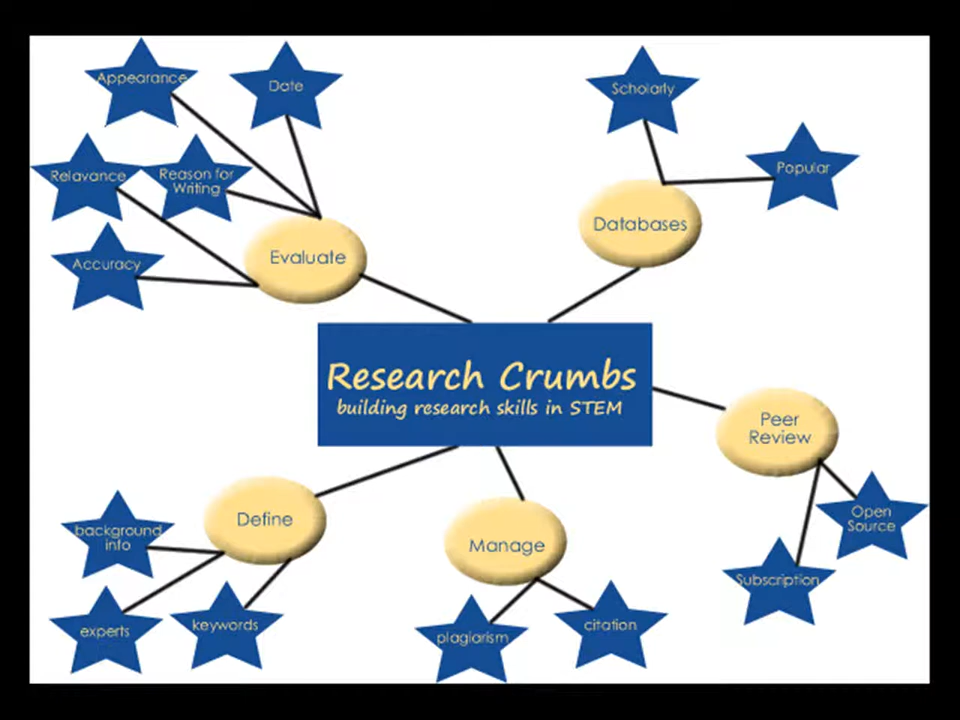 Appearance
Date
Scholarly
Relavance
Reason for
Writing
Popular
Databases
Evaluate
Accuracy
Research Crumbs
building research skills in STEM
Peer
Review
Define
Manage
background
info
Open
Source
Subscription
experts
keywords
plagiarism
citation